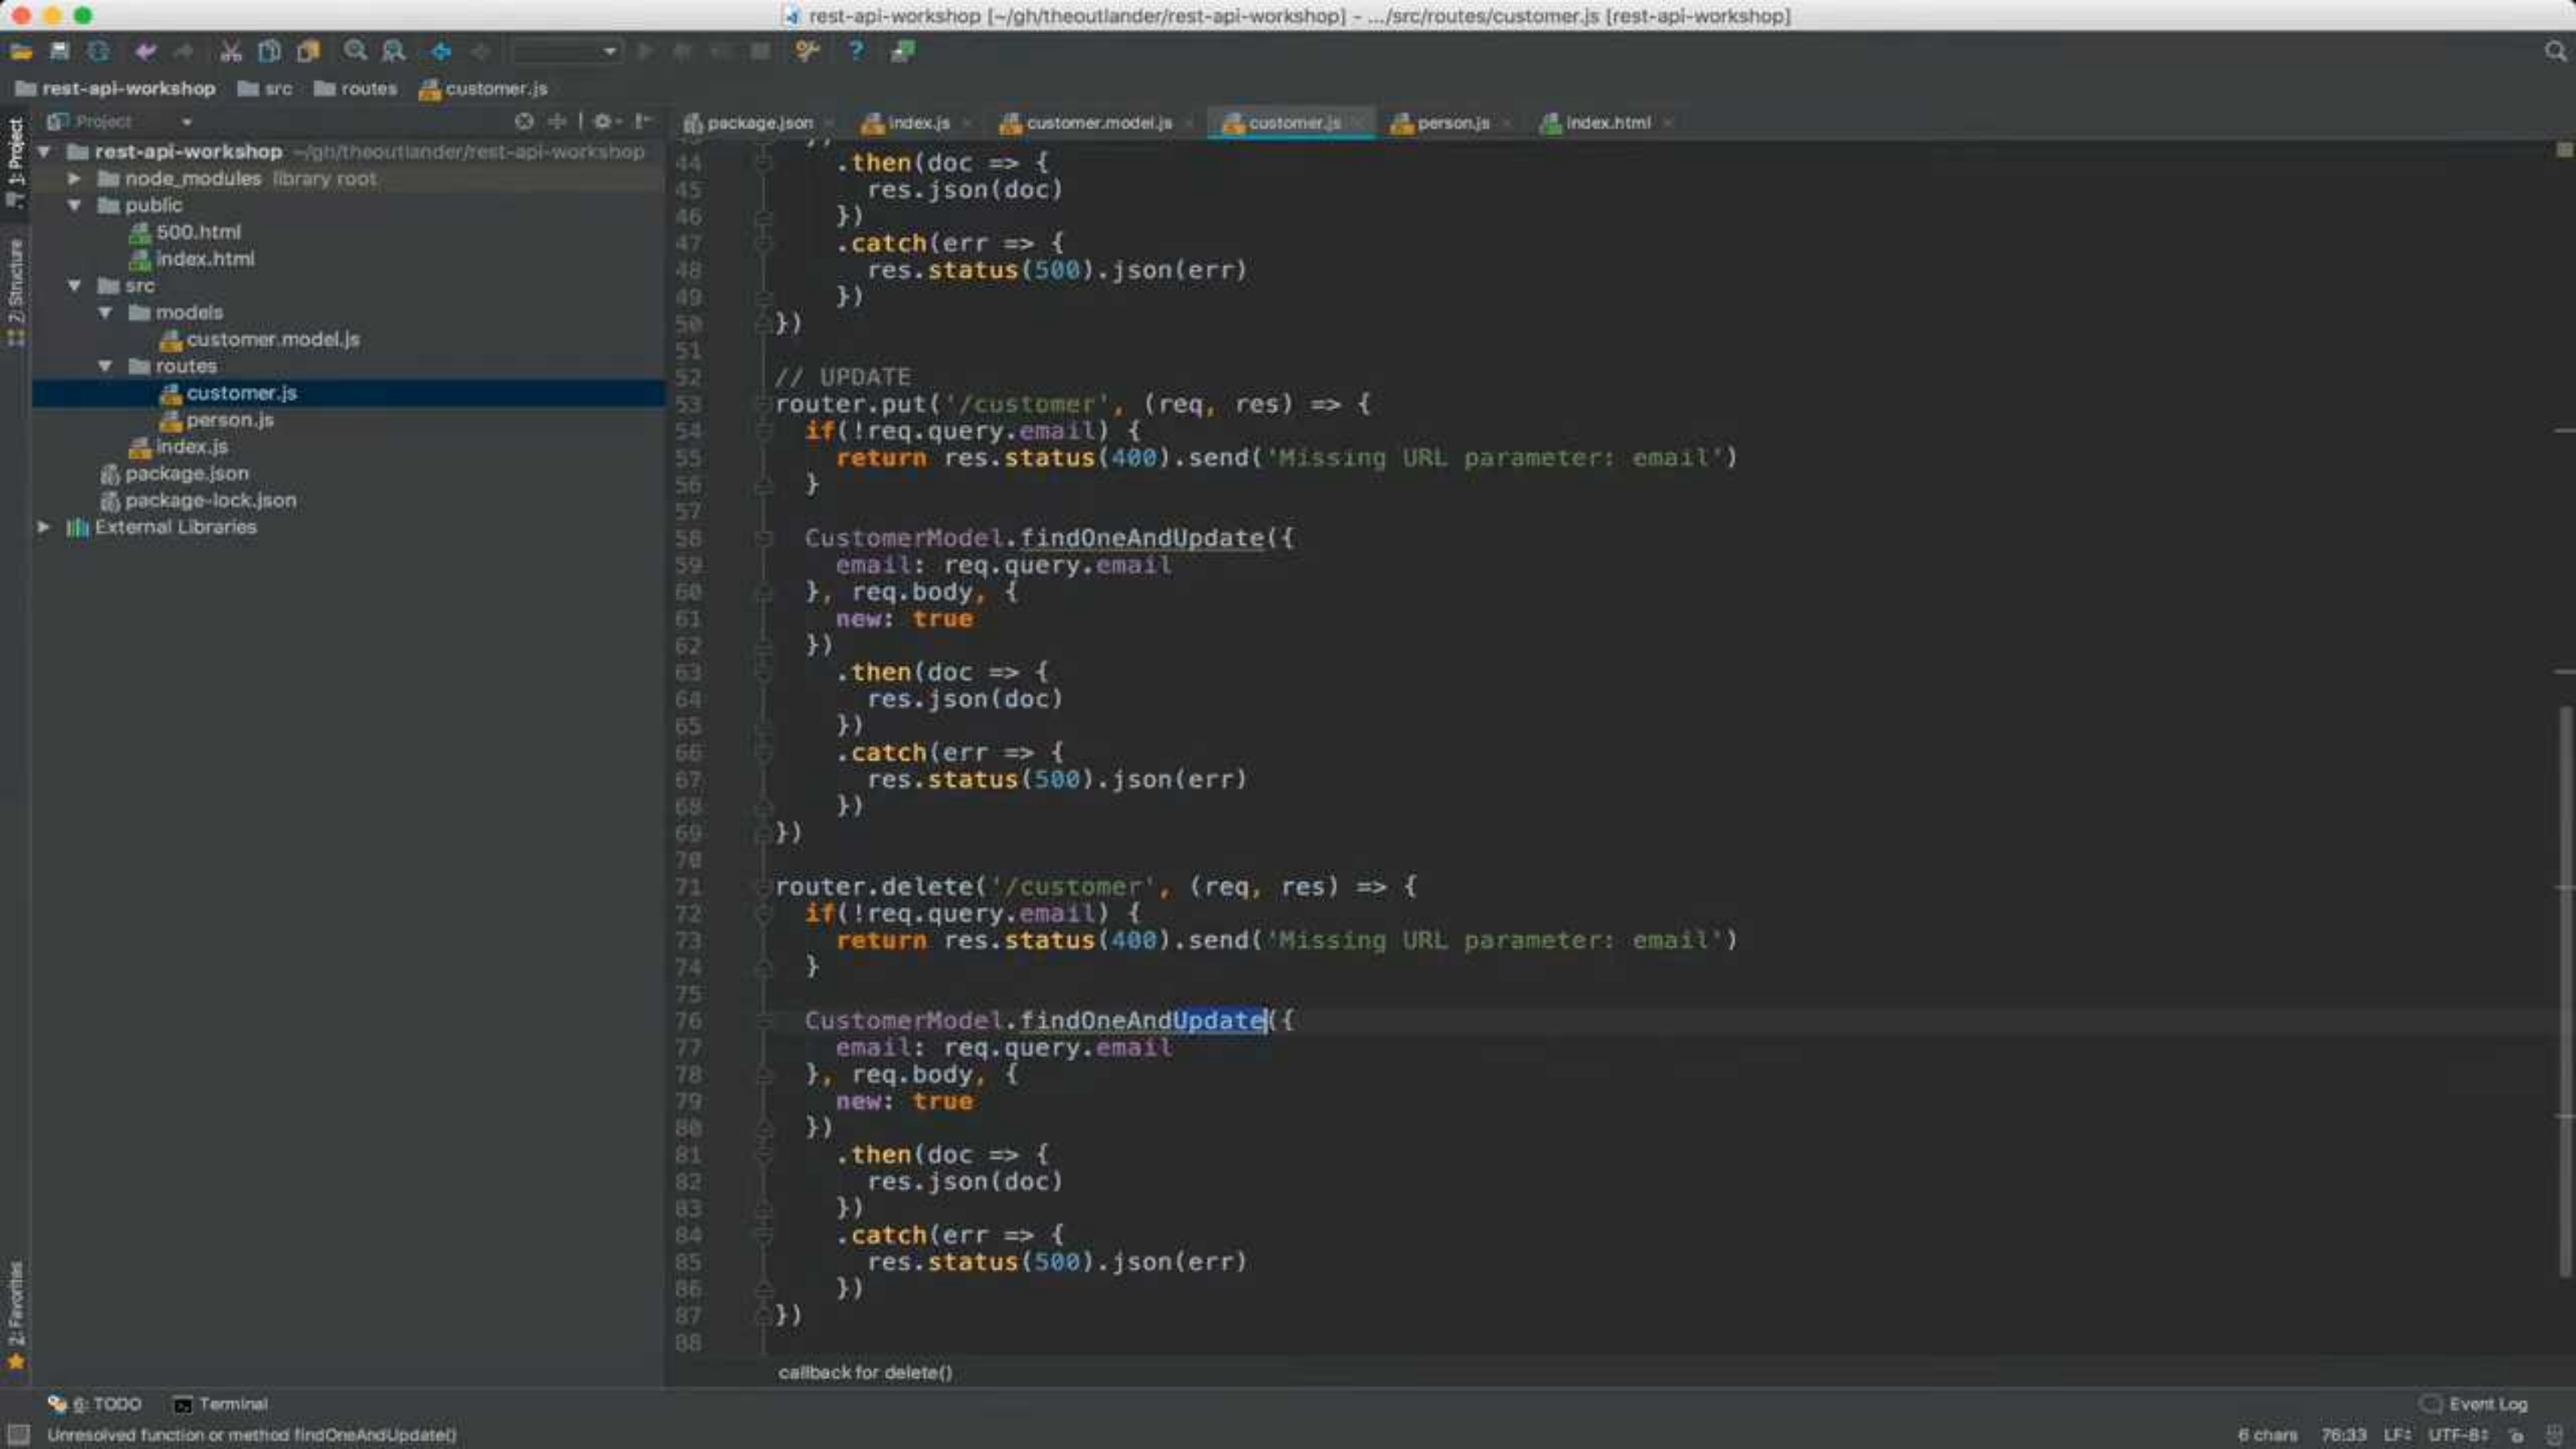 rest-api-workshop [~/gh/theoutlander/rest-api-workshop] - .../src/routes/customer.js [rest-api-workshop]
rest-api-workshop src routes customer.js
Project
package.json index.js customer.model.js customer.js person.js index.html
1: Project
2: Structure
2: Favorites
rest-api-workshop ~/gh/theoutlander/rest-api-workshop
node_modules library root
public
500.html
index.html
src
models
customer.model.js
routes
customer.js
person.js
index.js
package.json
package-lock.json
External Libraries
44 .then(doc => {
45 res.json(doc)
46 })
47 .catch(err => {
48 res.status(500).json(err)
49 })
50 })
51
52 // UPDATE
53 router.put('/customer', (req, res) => {
54 if(!req.query.email) {
55 return res.status(400).send('Missing URL parameter: email')
56 }
57
58 CustomerModel.findOneAndUpdate({
59 email: req.query.email
60 }, req.body, {
61 new: true
62 })
63 .then(doc => {
64 res.json(doc)
65 })
66 .catch(err => {
67 res.status(500).json(err)
68 })
69 })
70
71 router.delete('/customer', (req, res) => {
72 if(!req.query.email) {
73 return res.status(400).send('Missing URL parameter: email')
74 }
75
76 CustomerModel.findOneAndUpdate({
77 email: req.query.email
78 }, req.body, {
79 new: true
80 })
81 .then(doc => {
82 res.json(doc)
83 })
84 .catch(err => {
85 res.status(500).json(err)
86 })
87 })
88
callback for delete()
6: TODO Terminal Event Log
Unresolved function or method findOneAndUpdate() 6 chars 76:33 LF UTF-8